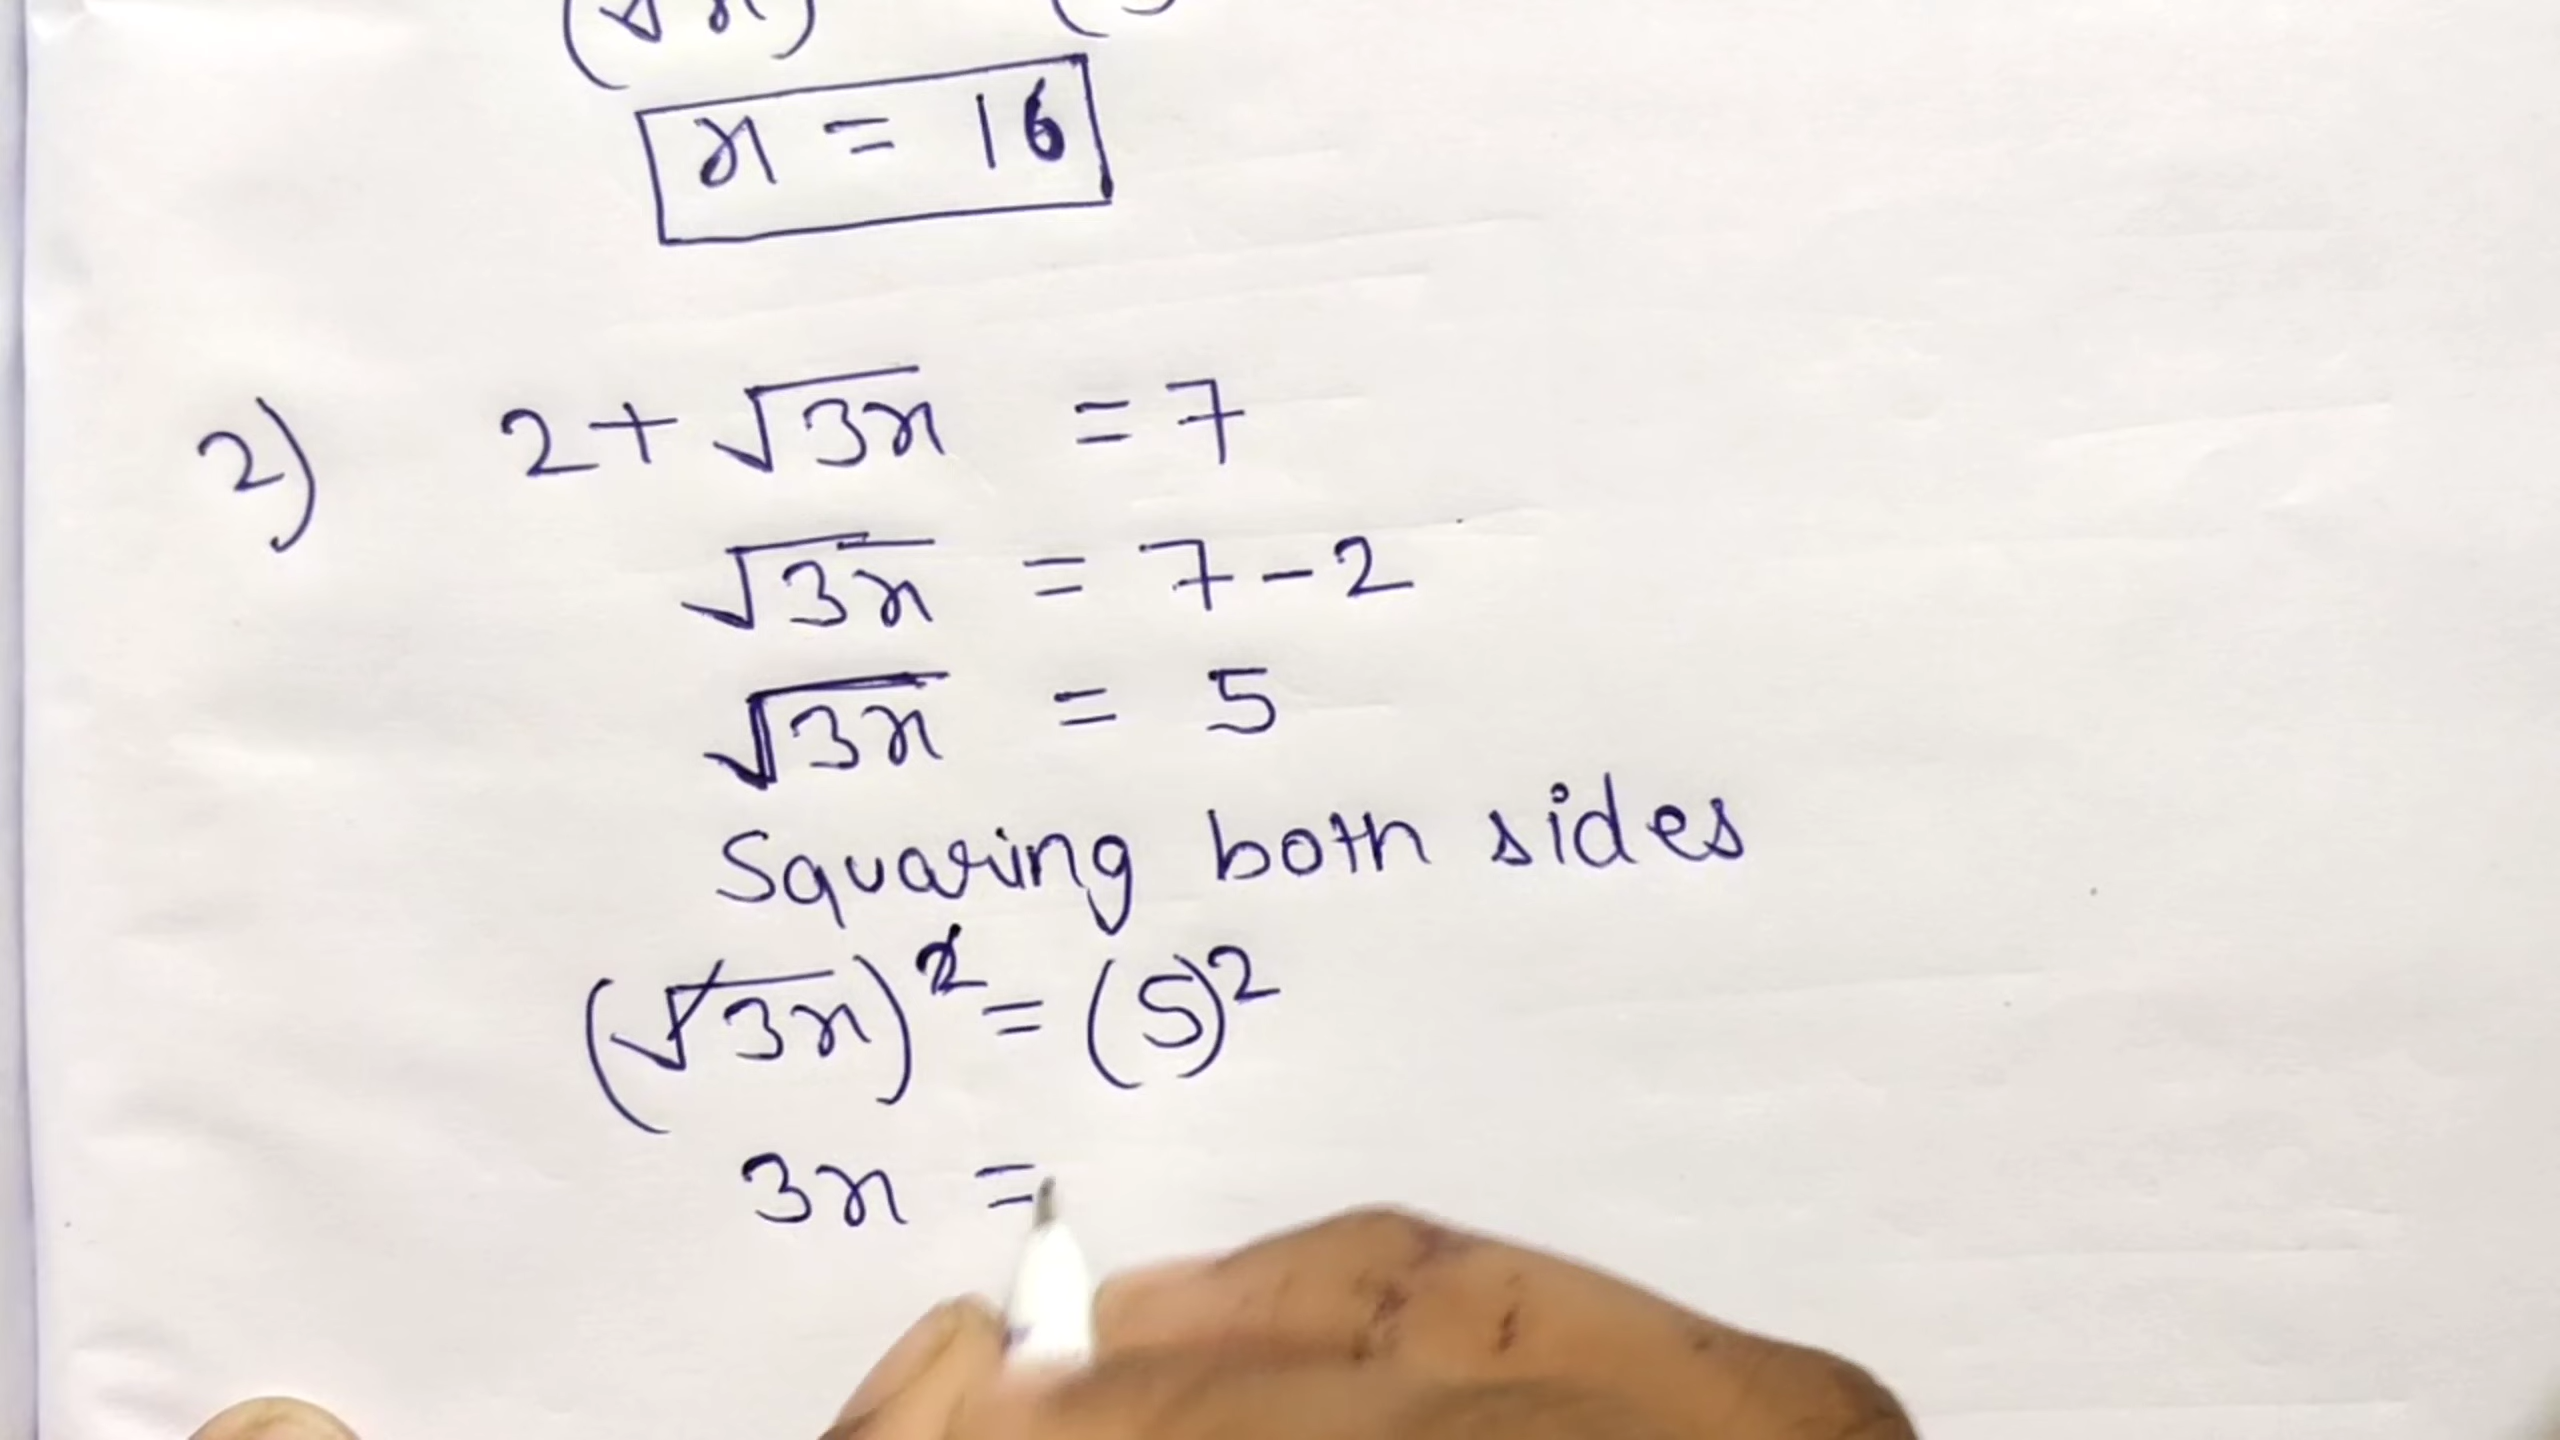 x = 16
2) 2 + √3x = 7
√3x = 7 - 2
√3x = 5
Squaring both sides
(√3x)² = (5)²
3x =